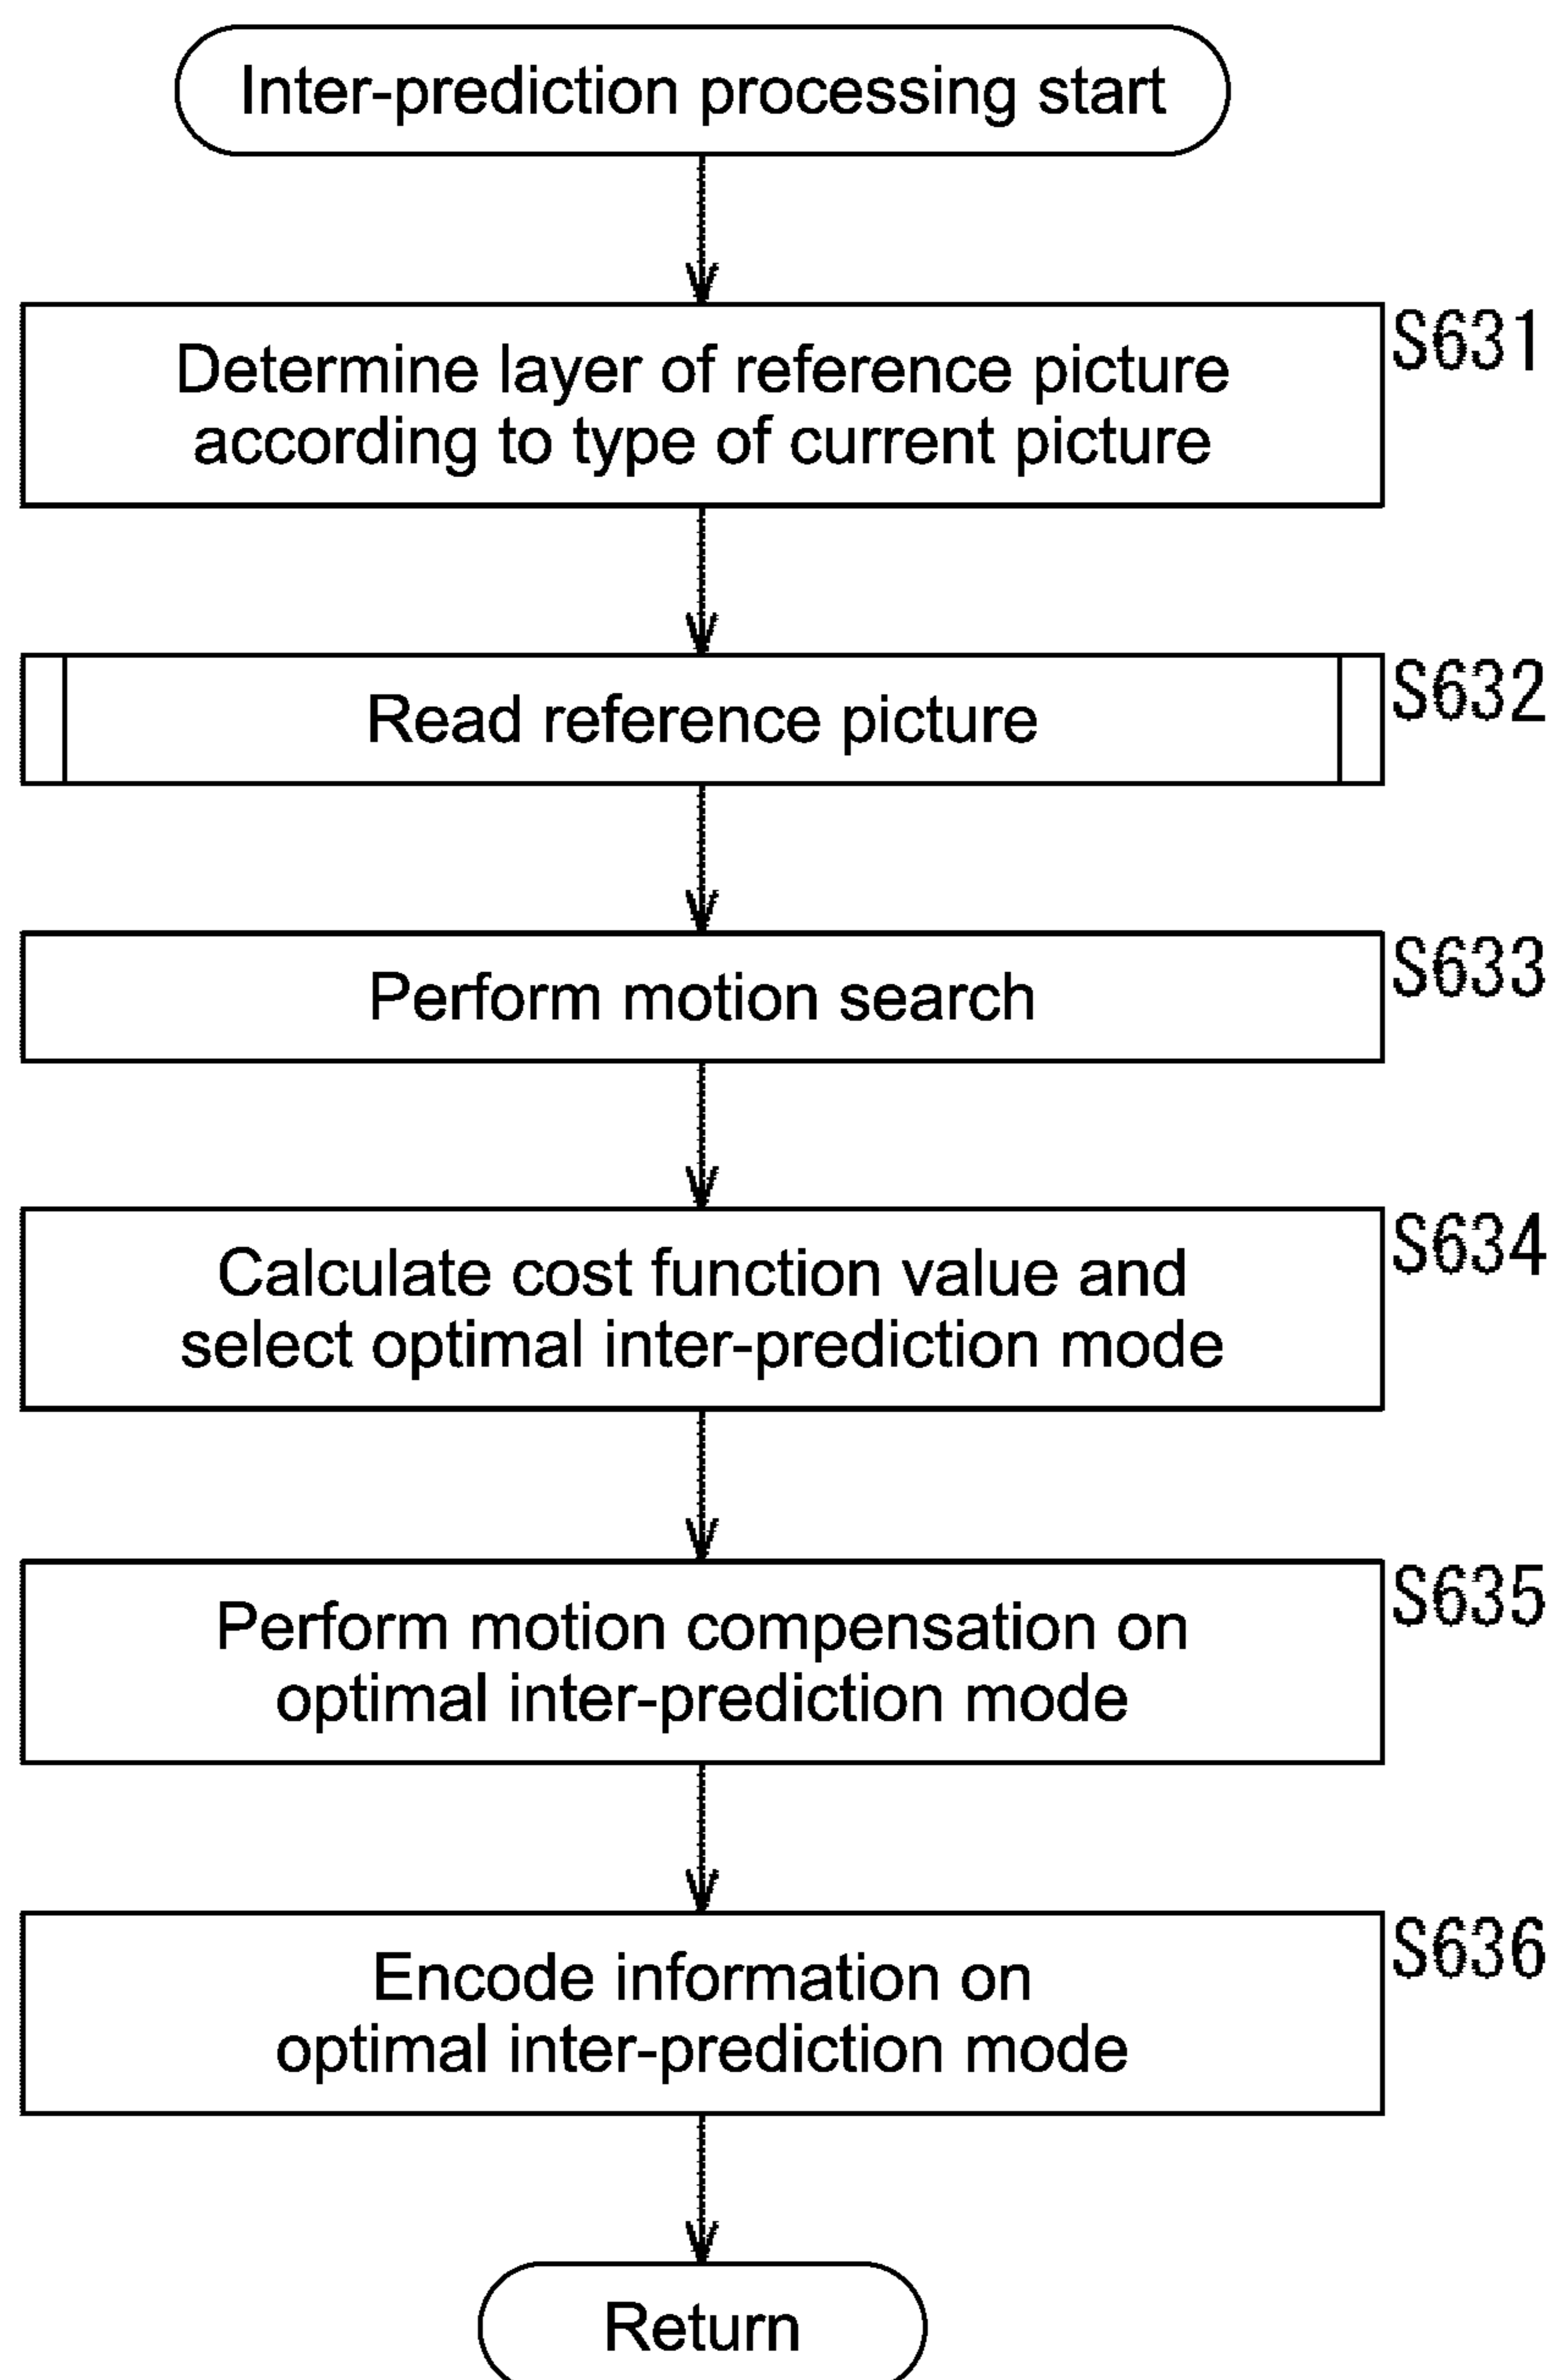 Inter-prediction processing start
S631
Determine layer of reference picture
according to type of current picture
S632
Read reference picture
S633
Perform motion search
S634
Calculate cost function value and
select optimal inter-prediction mode
S635
Perform motion compensation on
optimal inter-prediction mode
S636
Encode information on
optimal inter-prediction mode
Return